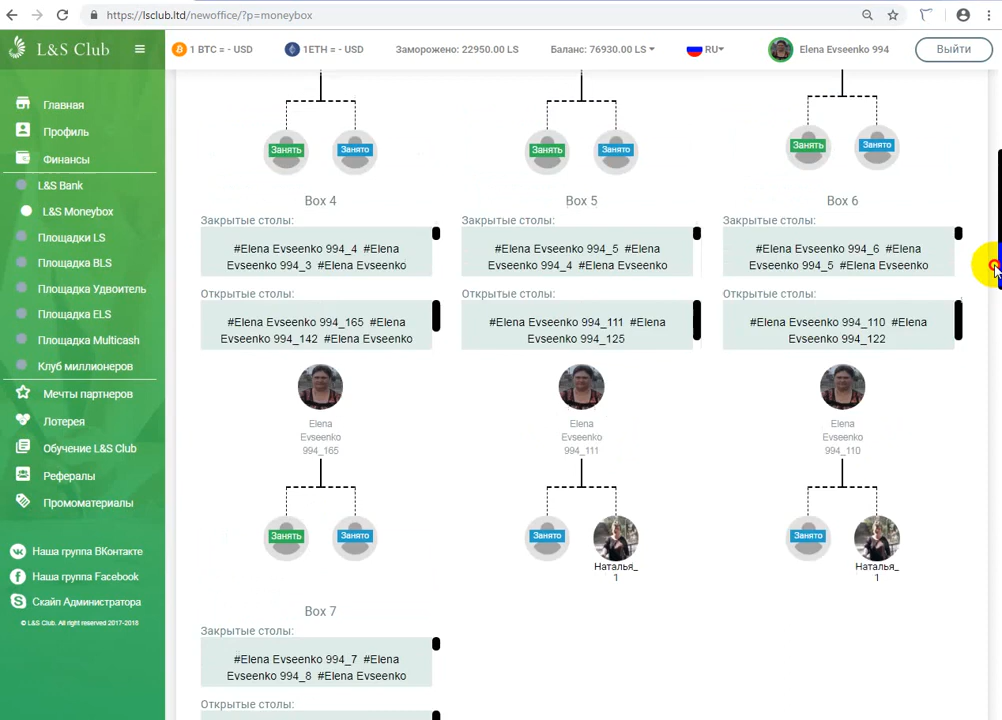 https://lsclub.ltd/newoffice/?p=moneybox
L&S Club
1 BTC = - USD
1ETH = - USD
Заморожено: 22950.00 LS
Баланс: 76930.00 LS
RU
Elena Evseenko 994
Выйти
Главная
Профиль
Финансы
L&S Bank
L&S Moneybox
Площадки LS
Площадка BLS
Площадка Удвоитель
Площадка ELS
Площадка Multicash
Клуб миллионеров
Мечты партнеров
Лотерея
Обучение L&S Club
Рефералы
Промоматериалы
Наша группа ВКонтакте
Наша группа Facebook
Скайп Администратора
© L&S Club. All right reserved 2017-2018
Занять
Занято
Занять
Занято
Занять
Занято
Box 4
Закрытые столы:
#Elena Evseenko 994_4 #Elena
Evseenko 994_3 #Elena Evseenko
Открытые столы:
#Elena Evseenko 994_165 #Elena
Evseenko 994_142 #Elena Evseenko
Elena
Evseenko
994_165
Занять
Занято
Box 5
Закрытые столы:
#Elena Evseenko 994_5 #Elena
Evseenko 994_4 #Elena Evseenko
Открытые столы:
#Elena Evseenko 994_111 #Elena
Evseenko 994_125
Elena
Evseenko
994_111
Занято
Наталья_
1
Box 6
Закрытые столы:
#Elena Evseenko 994_6 #Elena
Evseenko 994_5 #Elena Evseenko
Открытые столы:
#Elena Evseenko 994_110 #Elena
Evseenko 994_122
Elena
Evseenko
994_110
Занято
Наталья_
1
Box 7
Закрытые столы:
#Elena Evseenko 994_7 #Elena
Evseenko 994_8 #Elena Evseenko
Открытые столы: